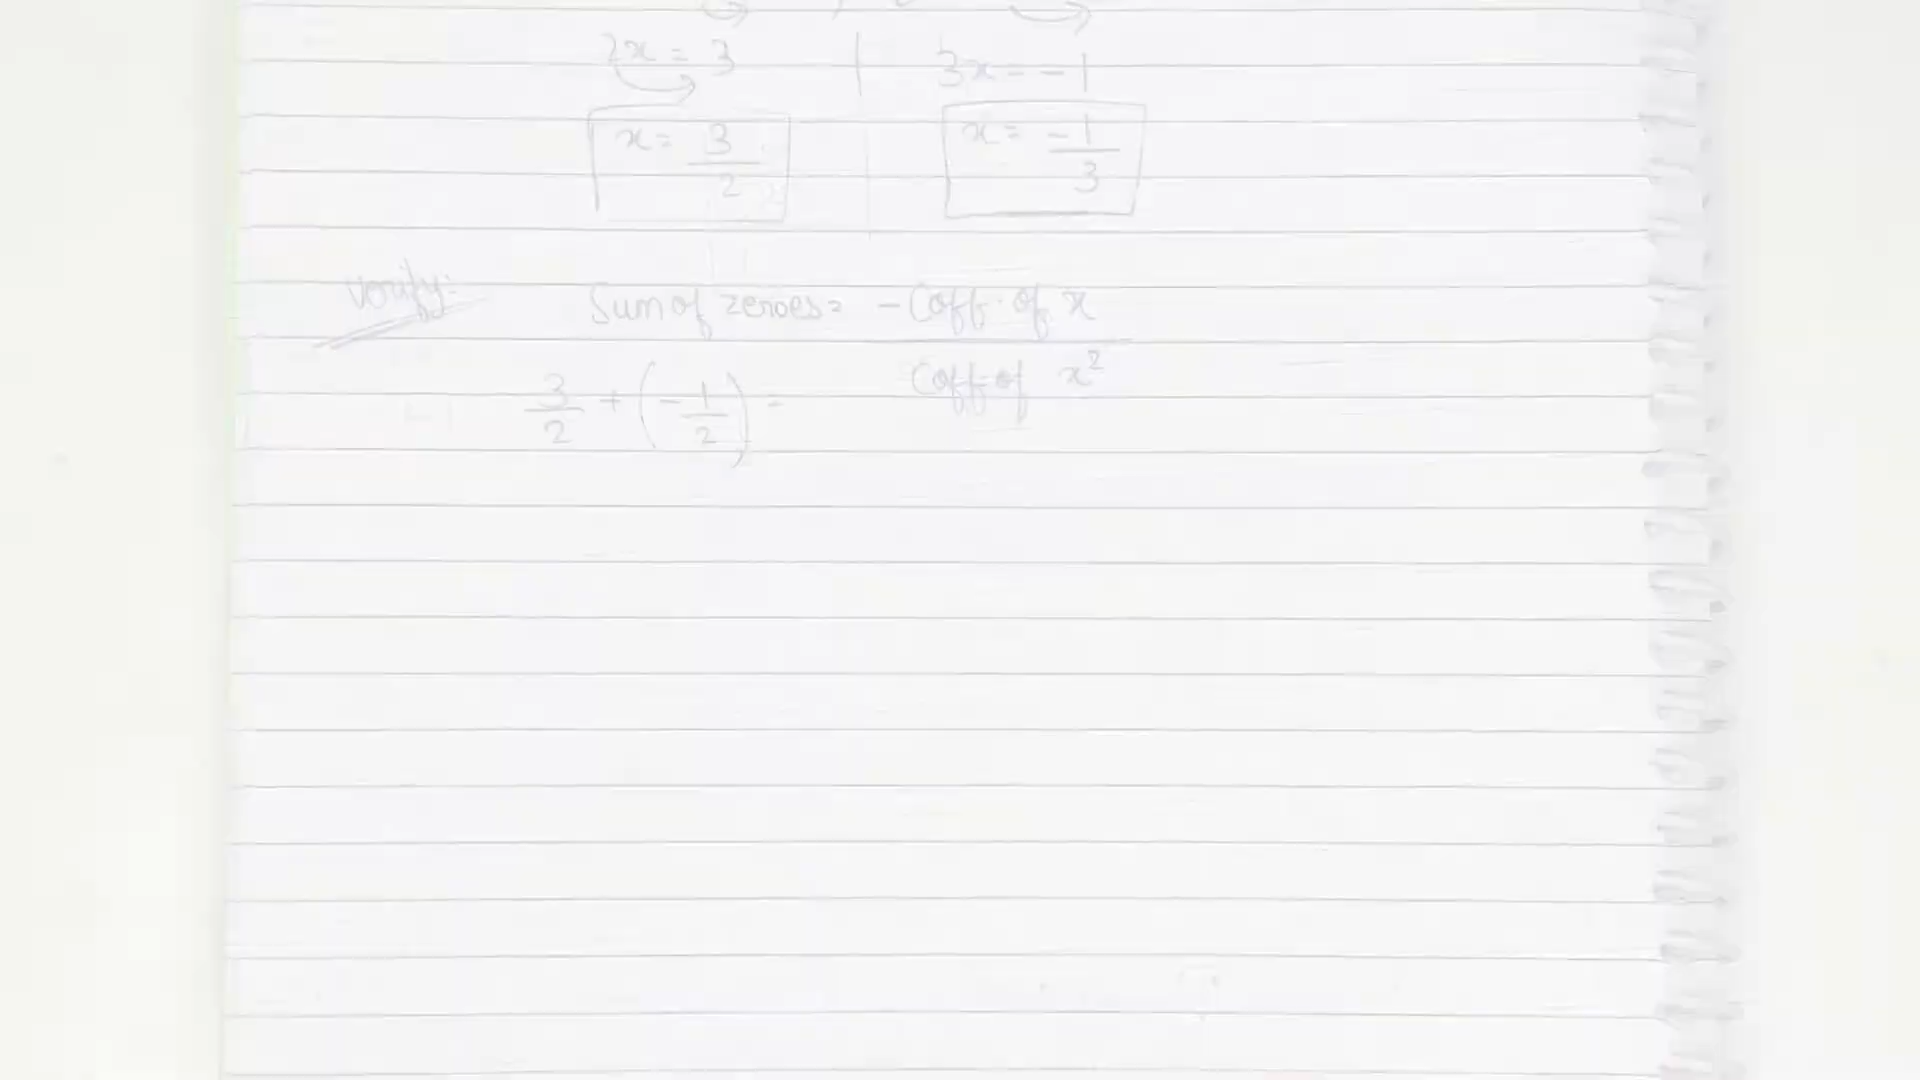 2x = 3 | 3x = -1
x = 3/2 x = -1/3
Verify:- Sum of zeroes = -Coff. of x / Coff. of x²
3/2 + (-1/2) =